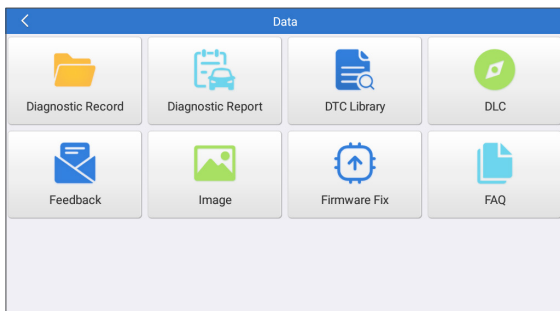 Data
Diagnostic Record
Diagnostic Report
DTC Library
DLC
Feedback
Image
Firmware Fix
FAQ